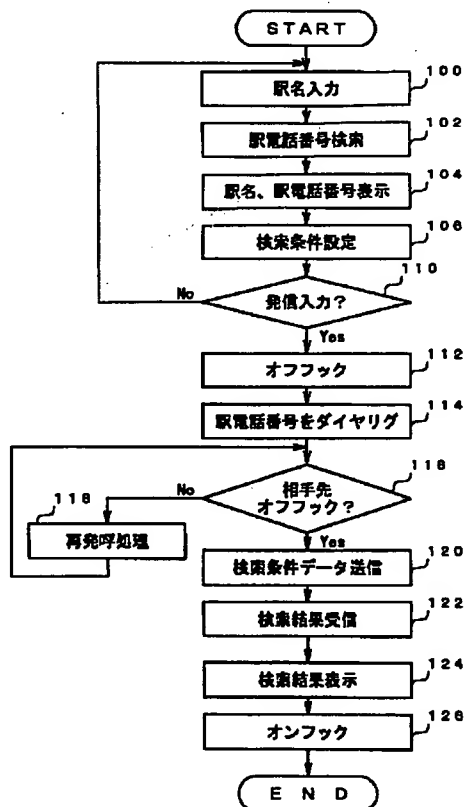 START
駅名入力
100
駅電話番号検索
102
駅名、駅電話番号表示
104
検索条件設定
106
発信入力?
110
No
Yes
オフフック
112
駅電話番号をダイヤリグ
114
相手先
オフフック?
116
No
Yes
再発呼処理
118
検索条件データ送信
120
検索結果受信
122
検索結果表示
124
オンフック
126
END